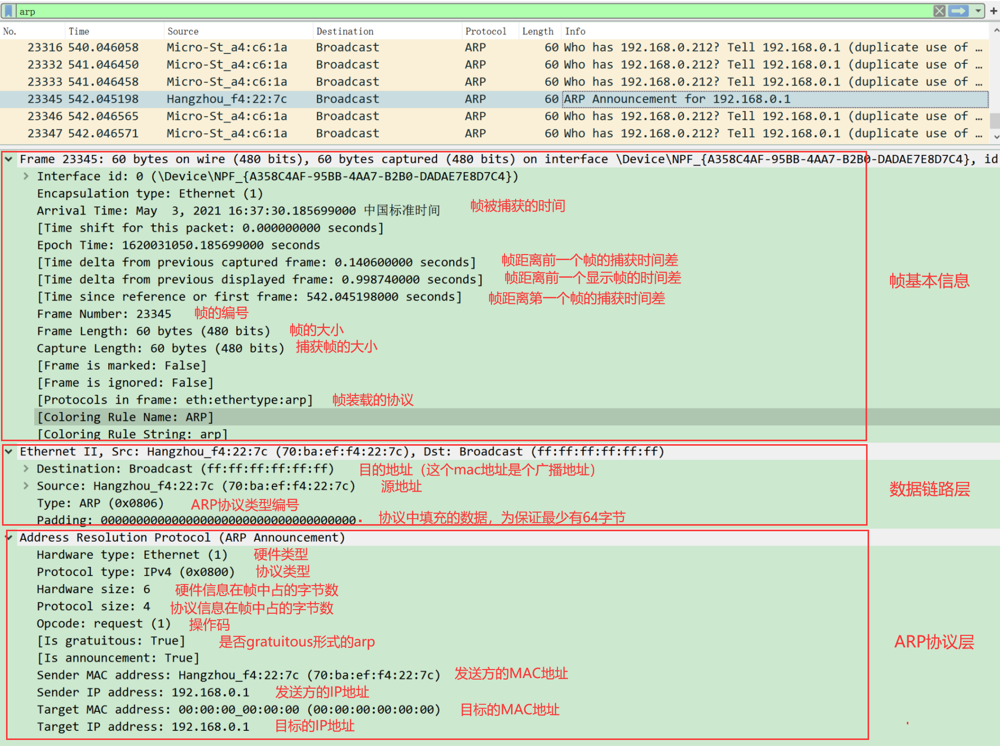 arp
No. Time Source Destination Protocol Length Info
23316 540.046058 Micro-St_a4:c6:1a Broadcast ARP 60 Who has 192.168.0.212? Tell 192.168.0.1 (duplicate use of …
23332 541.046450 Micro-St_a4:c6:1a Broadcast ARP 60 Who has 192.168.0.212? Tell 192.168.0.1 (duplicate use of …
23333 541.046458 Micro-St_a4:c6:1a Broadcast ARP 60 Who has 192.168.0.212? Tell 192.168.0.1 (duplicate use of …
23345 542.045198 Hangzhou_f4:22:7c Broadcast ARP 60 ARP Announcement for 192.168.0.1
23346 542.046565 Micro-St_a4:c6:1a Broadcast ARP 60 Who has 192.168.0.212? Tell 192.168.0.1 (duplicate use of …
23347 542.046571 Micro-St_a4:c6:1a Broadcast ARP 60 Who has 192.168.0.212? Tell 192.168.0.1 (duplicate use of …
Frame 23345: 60 bytes on wire (480 bits), 60 bytes captured (480 bits) on interface \Device\NPF_{A358C4AF-95BB-4AA7-B2B0-DADAE7E8D7C4}, id
Interface id: 0 (\Device\NPF_{A358C4AF-95BB-4AA7-B2B0-DADAE7E8D7C4})
Encapsulation type: Ethernet (1)
Arrival Time: May  3, 2021 16:37:30.185699000 中国标准时间 帧被捕获的时间
[Time shift for this packet: 0.000000000 seconds]
Epoch Time: 1620031050.185699000 seconds
[Time delta from previous captured frame: 0.140600000 seconds] 帧距离前一个帧的捕获时间差
[Time delta from previous displayed frame: 0.998740000 seconds] 帧距离前一个显示帧的时间差
帧基本信息
[Time since reference or first frame: 542.045198000 seconds] 帧距离第一个帧的捕获时间差
Frame Number: 23345 帧的编号
Frame Length: 60 bytes (480 bits) 帧的大小
Capture Length: 60 bytes (480 bits) 捕获帧的大小
[Frame is marked: False]
[Frame is ignored: False]
[Protocols in frame: eth:ethertype:arp] 帧装载的协议
[Coloring Rule Name: ARP]
[Coloring Rule String: arp]
Ethernet II, Src: Hangzhou_f4:22:7c (70:ba:ef:f4:22:7c), Dst: Broadcast (ff:ff:ff:ff:ff:ff)
Destination: Broadcast (ff:ff:ff:ff:ff:ff) 目的地址（这个mac地址是个广播地址）
Source: Hangzhou_f4:22:7c (70:ba:ef:f4:22:7c) 源地址
数据链路层
Type: ARP (0x0806) ARP协议类型编号
Padding: 000000000000000000000000000000000000 协议中填充的数据，为保证最少有64字节
Address Resolution Protocol (ARP Announcement)
Hardware type: Ethernet (1) 硬件类型
Protocol type: IPv4 (0x0800) 协议类型
Hardware size: 6 硬件信息在帧中占的字节数
Protocol size: 4 协议信息在帧中占的字节数
Opcode: request (1) 操作码
[Is gratuitous: True] 是否gratuitous形式的arp
ARP协议层
[Is announcement: True]
Sender MAC address: Hangzhou_f4:22:7c (70:ba:ef:f4:22:7c) 发送方的MAC地址
Sender IP address: 192.168.0.1 发送方的IP地址
Target MAC address: 00:00:00_00:00:00 (00:00:00:00:00:00) 目标的MAC地址
Target IP address: 192.168.0.1 目标的IP地址